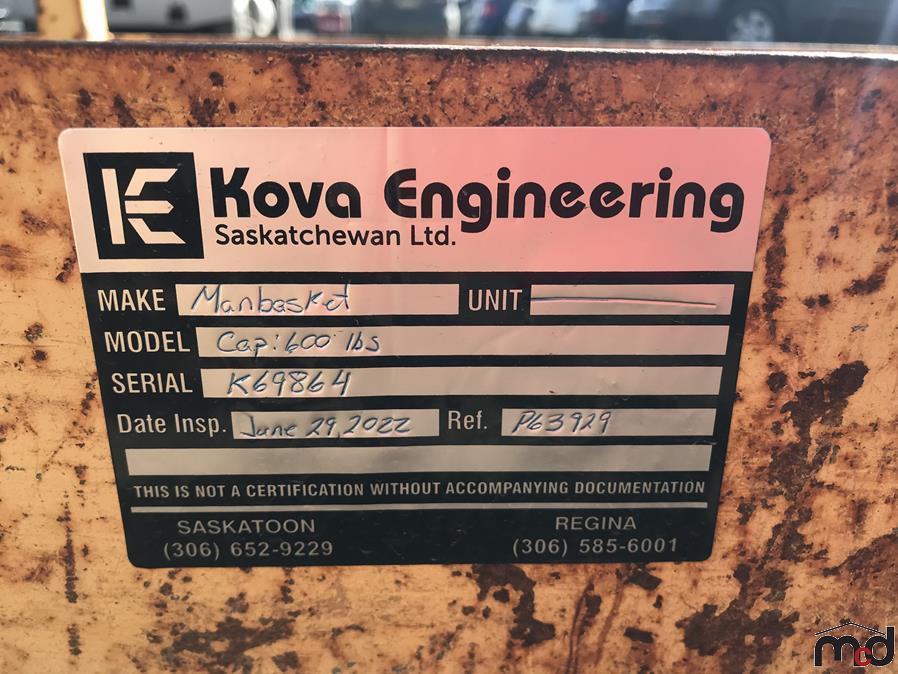 Kova Engineering
Saskatchewan Ltd.
MAKE Manbasket UNIT
MODEL Cap: 600 lbs
SERIAL K69864
Date Insp. June 29, 2022 Ref. P63929
THIS IS NOT A CERTIFICATION WITHOUT ACCOMPANYING DOCUMENTATION
SASKATOON REGINA
(306) 652-9229 (306) 585-6001
mcd